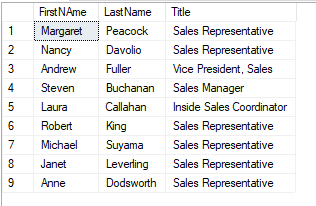 FirstNAme LastName Title
1 Margaret Peacock Sales Representative
2 Nancy Davolio Sales Representative
3 Andrew Fuller Vice President, Sales
4 Steven Buchanan Sales Manager
5 Laura Callahan Inside Sales Coordinator
6 Robert King Sales Representative
7 Michael Suyama Sales Representative
8 Janet Leverling Sales Representative
9 Anne Dodsworth Sales Representative